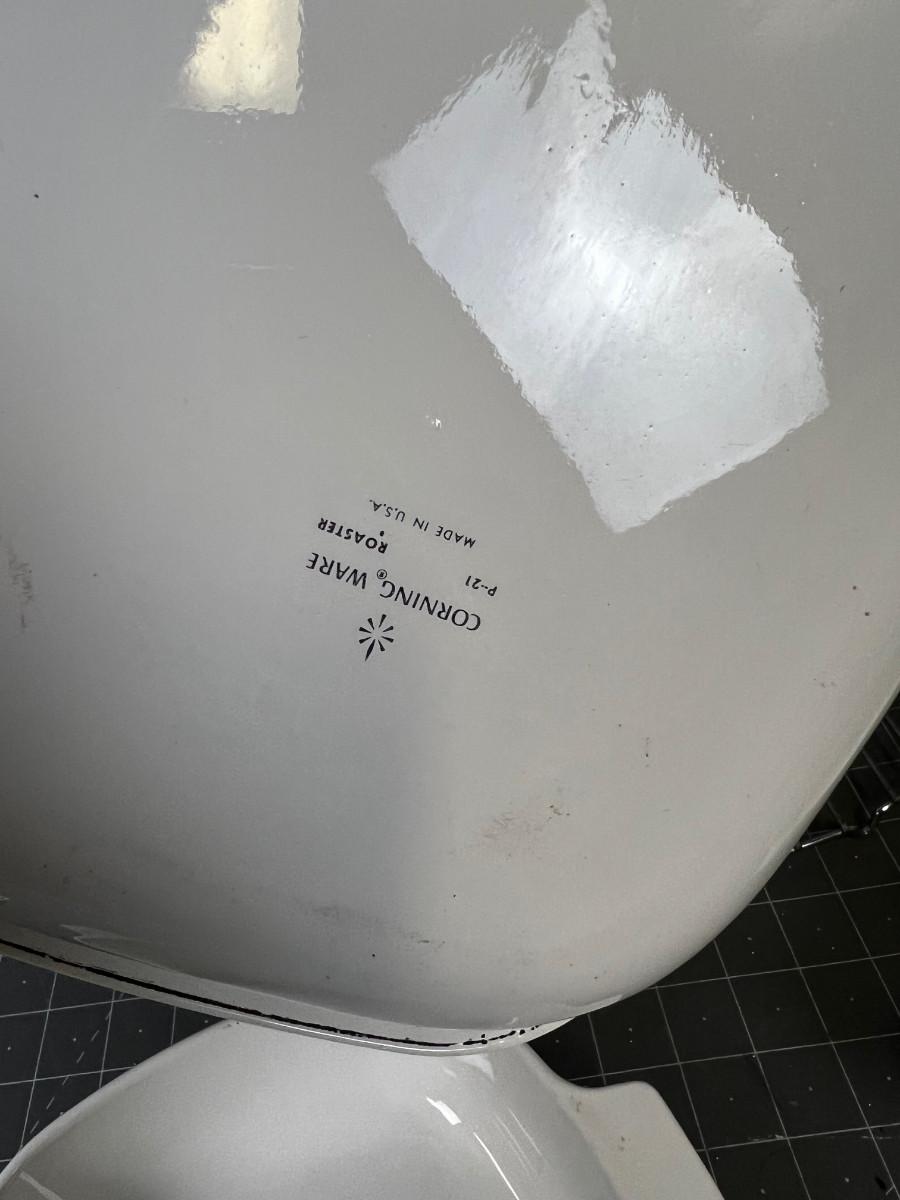 CORNING® WARE
P-21 ROASTER
MADE IN U.S.A.